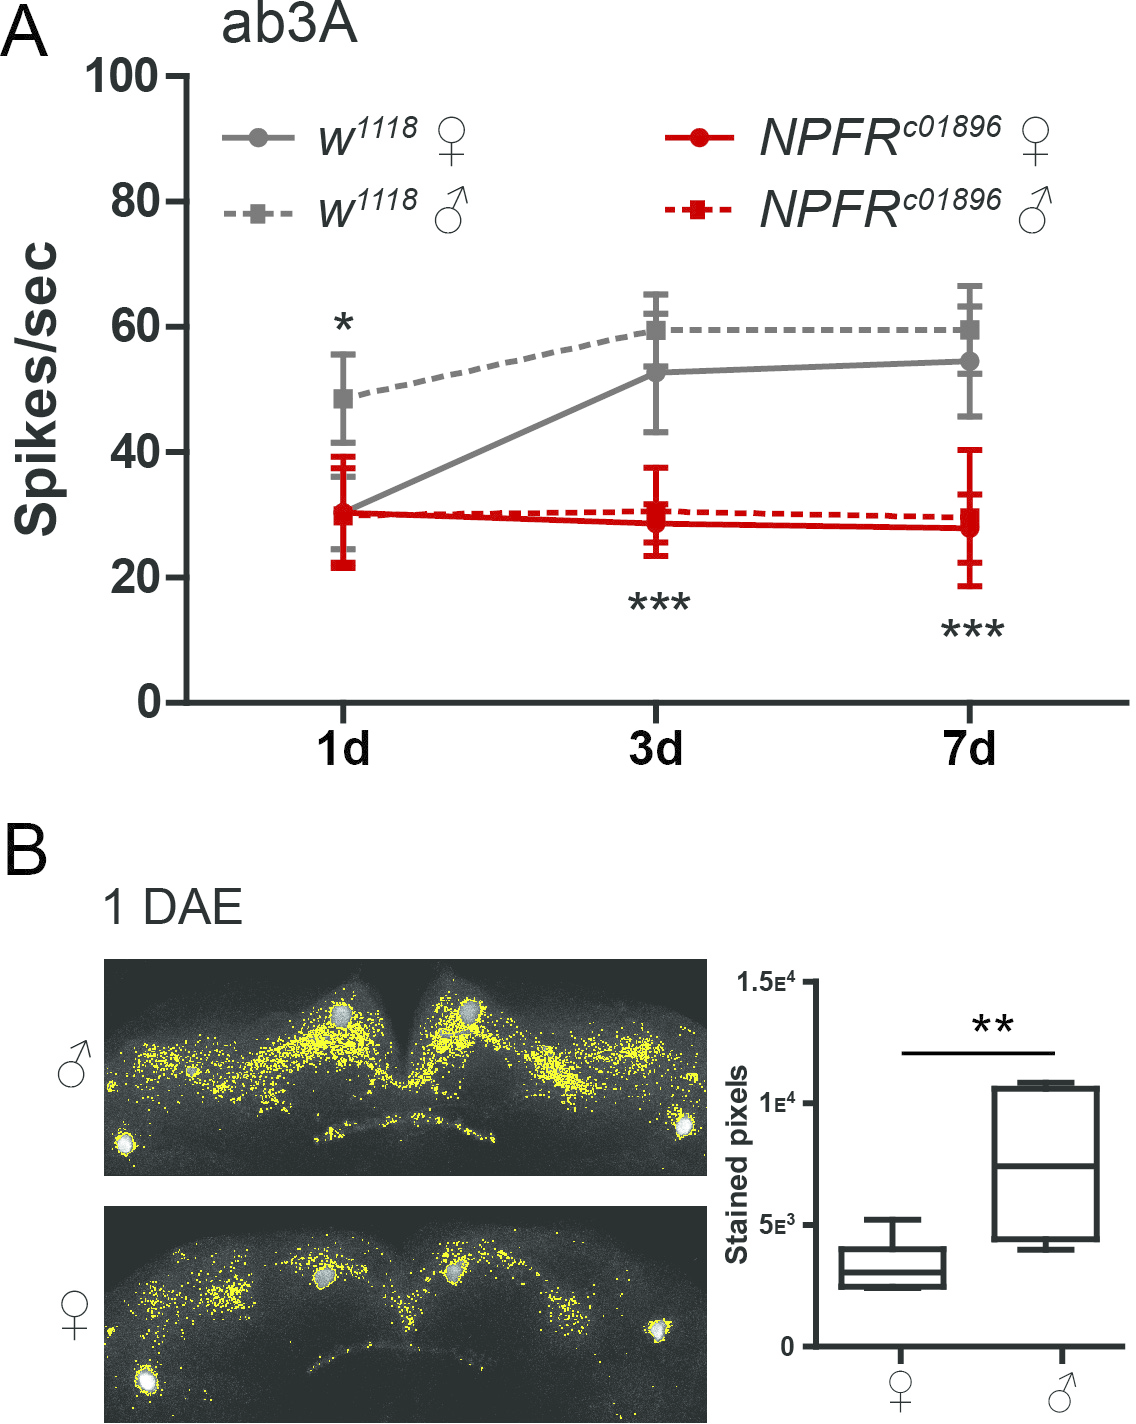 A
ab3A
100
w1118 ♀ NPFRc01896 ♀
80
w1118 ♂ NPFRc01896 ♂
Spikes/sec
60
*
40
20
***
***
0
1d 3d 7d
B
1 DAE
♂
♀
1.5E4
**
1E4
Stained pixels
5E3
0
♀ ♂